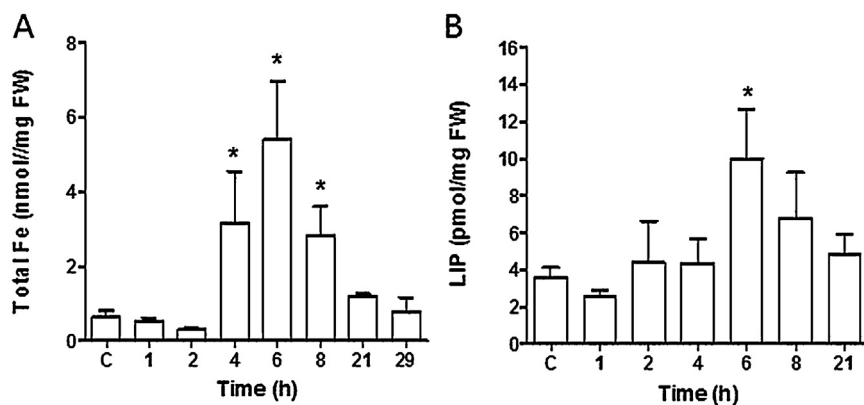 A
Total Fe (nmol//mg FW)
8
6
4
2
0
*
*
*
C 1 2 4 6 8 21 29
Time (h)
B
LIP (pmol/mg FW)
16
14
12
10
8
6
4
2
0
*
C 1 2 4 6 8 21
Time (h)